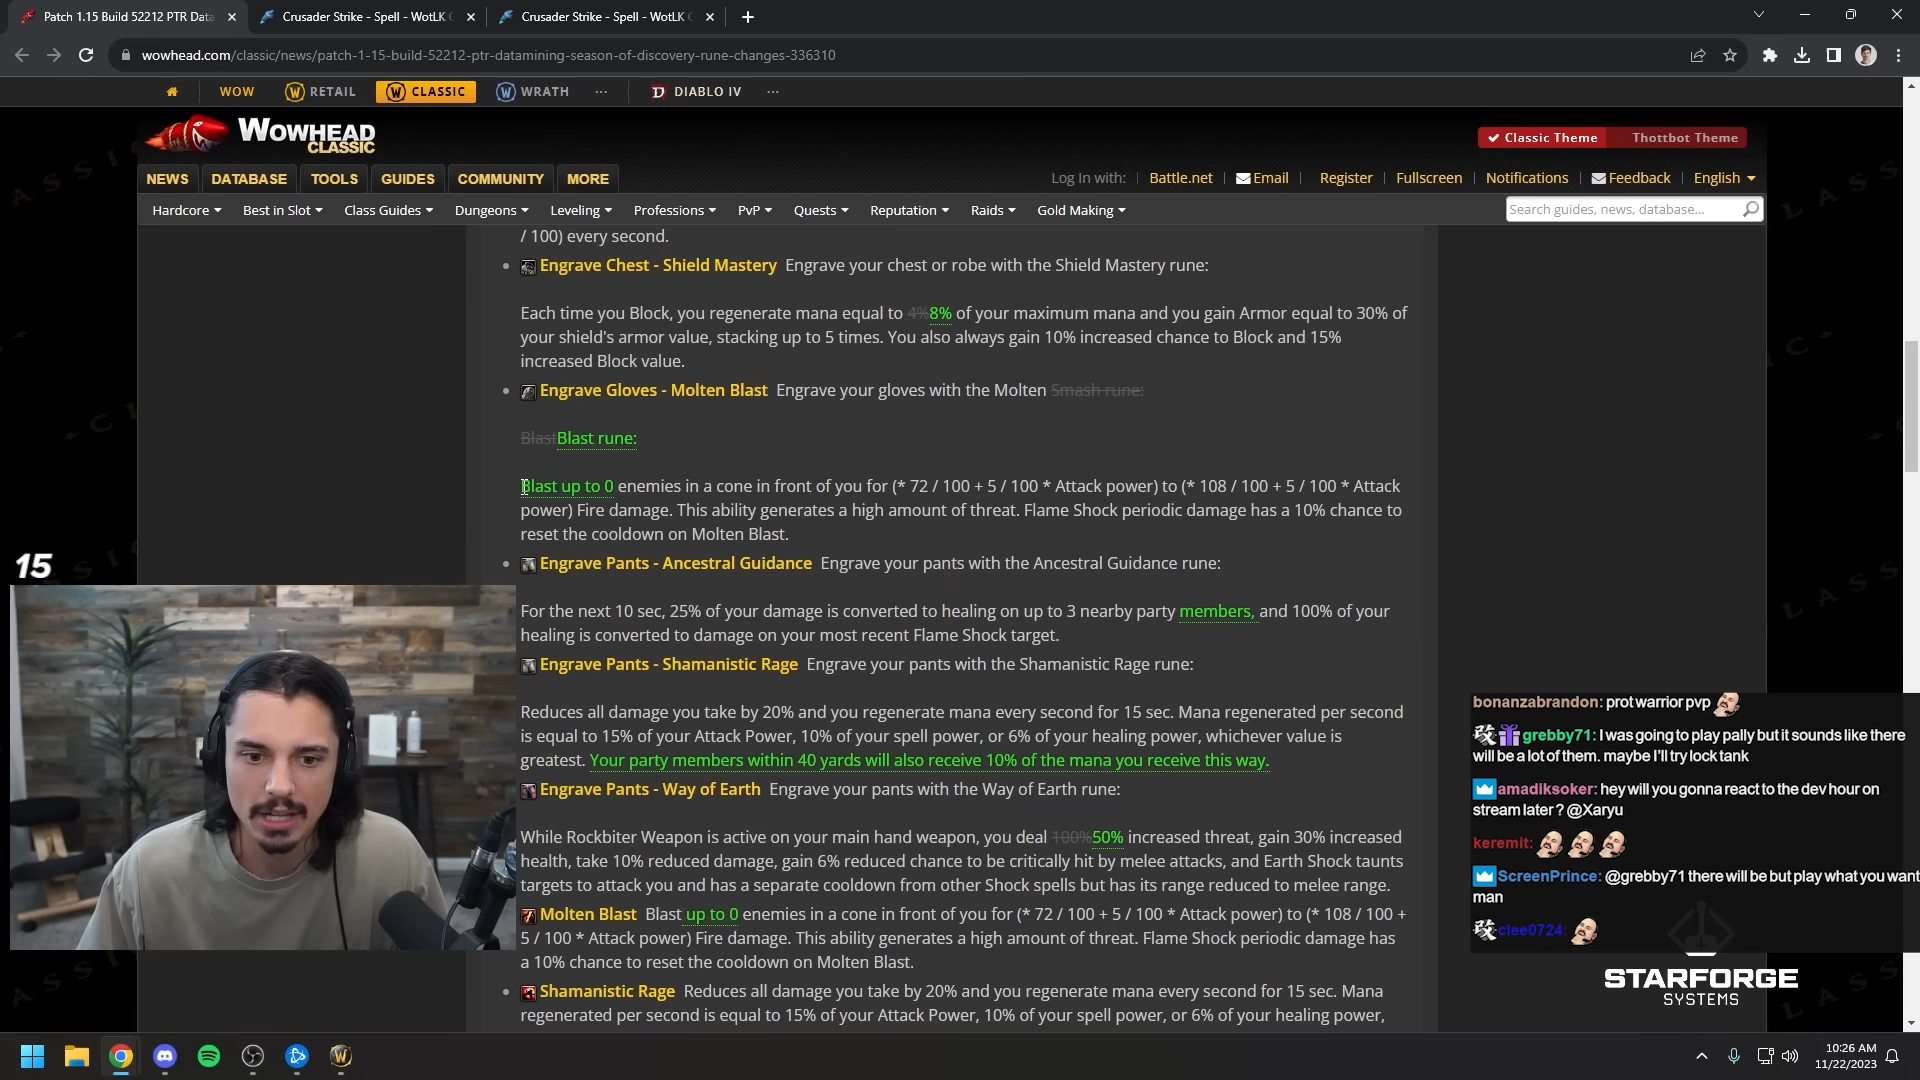 Patch 1.15 Build 52212 PTR Data
Crusader Strike - Spell - WotLK C
Crusader Strike - Spell - WotLK C
wowhead.com/classic/news/patch-1-15-build-52212-ptr-datamining-season-of-discovery-rune-changes-336310
WOW RETAIL CLASSIC WRATH ... DIABLO IV ...
WOWHEAD
CLASSIC
Classic Theme Thottbot Theme
NEWS DATABASE TOOLS GUIDES COMMUNITY MORE
Log In with: Battle.net Email Register Fullscreen Notifications Feedback English
Hardcore Best in Slot Class Guides Dungeons Leveling Professions PvP Quests Reputation Raids Gold Making
Search guides, news, database...
/ 100) every second.
Engrave Chest - Shield Mastery Engrave your chest or robe with the Shield Mastery rune:
Each time you Block, you regenerate mana equal to 4%8% of your maximum mana and you gain Armor equal to 30% of
your shield's armor value, stacking up to 5 times. You also always gain 10% increased chance to Block and 15%
increased Block value.
Engrave Gloves - Molten Blast Engrave your gloves with the Molten Smash rune:
BlastBlast rune:
Blast up to 0 enemies in a cone in front of you for (* 72 / 100 + 5 / 100 * Attack power) to (* 108 / 100 + 5 / 100 * Attack
power) Fire damage. This ability generates a high amount of threat. Flame Shock periodic damage has a 10% chance to
reset the cooldown on Molten Blast.
Engrave Pants - Ancestral Guidance Engrave your pants with the Ancestral Guidance rune:
For the next 10 sec, 25% of your damage is converted to healing on up to 3 nearby party members, and 100% of your
healing is converted to damage on your most recent Flame Shock target.
Engrave Pants - Shamanistic Rage Engrave your pants with the Shamanistic Rage rune:
Reduces all damage you take by 20% and you regenerate mana every second for 15 sec. Mana regenerated per second
is equal to 15% of your Attack Power, 10% of your spell power, or 6% of your healing power, whichever value is
greatest. Your party members within 40 yards will also receive 10% of the mana you receive this way.
Engrave Pants - Way of Earth Engrave your pants with the Way of Earth rune:
While Rockbiter Weapon is active on your main hand weapon, you deal 100%50% increased threat, gain 30% increased
health, take 10% reduced damage, gain 6% reduced chance to be critically hit by melee attacks, and Earth Shock taunts
targets to attack you and has a separate cooldown from other Shock spells but has its range reduced to melee range.
Molten Blast Blast up to 0 enemies in a cone in front of you for (* 72 / 100 + 5 / 100 * Attack power) to (* 108 / 100 +
5 / 100 * Attack power) Fire damage. This ability generates a high amount of threat. Flame Shock periodic damage has
a 10% chance to reset the cooldown on Molten Blast.
Shamanistic Rage Reduces all damage you take by 20% and you regenerate mana every second for 15 sec. Mana
regenerated per second is equal to 15% of your Attack Power, 10% of your spell power, or 6% of your healing power,
15
bonanzabrandon: prot warrior pvp
grebby71: I was going to play pally but it sounds like there
will be a lot of them. maybe I'll try lock tank
amadiksoker: hey will you gonna react to the dev hour on
stream later ? @Xaryu
keremit:
ScreenPrince: @grebby71 there will be but play what you want
man
clee0724:
STARFORGE
SYSTEMS
10:26 AM
11/22/2023